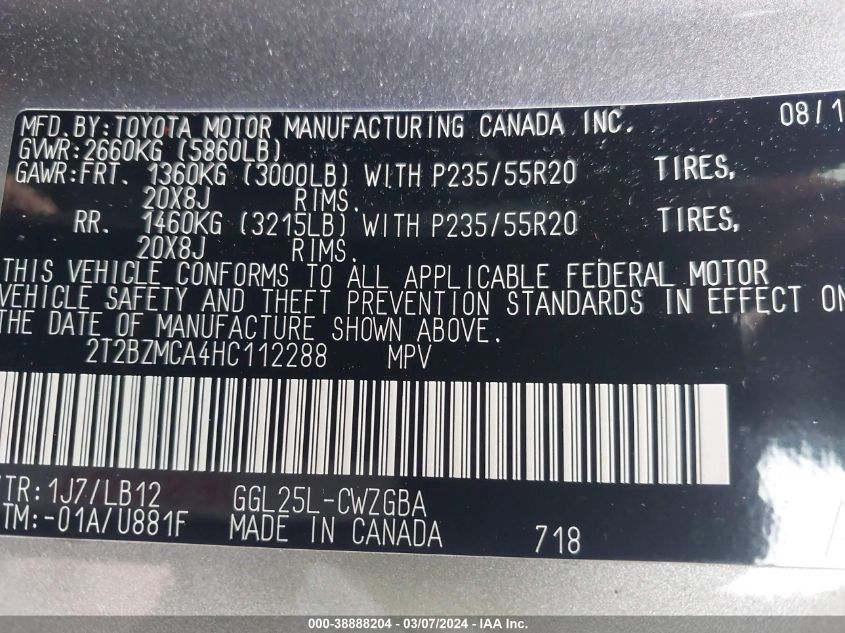 MFD.BY:TOYOTA MOTOR MANUFACTURING CANADA INC. 08/1
GVWR:2660KG (5860LB)
GAWR:FRT. 1360KG (3000LB) WITH P235/55R20 TIRES,
20X8J RIMS.
RR. 1460KG (3215LB) WITH P235/55R20 TIRES,
20X8J RIMS.
THIS VEHICLE CONFORMS TO ALL APPLICABLE FEDERAL MOTOR
VEHICLE SAFETY AND THEFT PREVENTION STANDARDS IN EFFECT ON
THE DATE OF MANUFACTURE SHOWN ABOVE.
2T2BZMCA4HC112288 MPV
/TR:1J7/LB12 GGL25L-CWZGBA
TM:-01A/U881F MADE IN CANADA 718
000-38888204 - 03/07/2024 - IAA Inc.